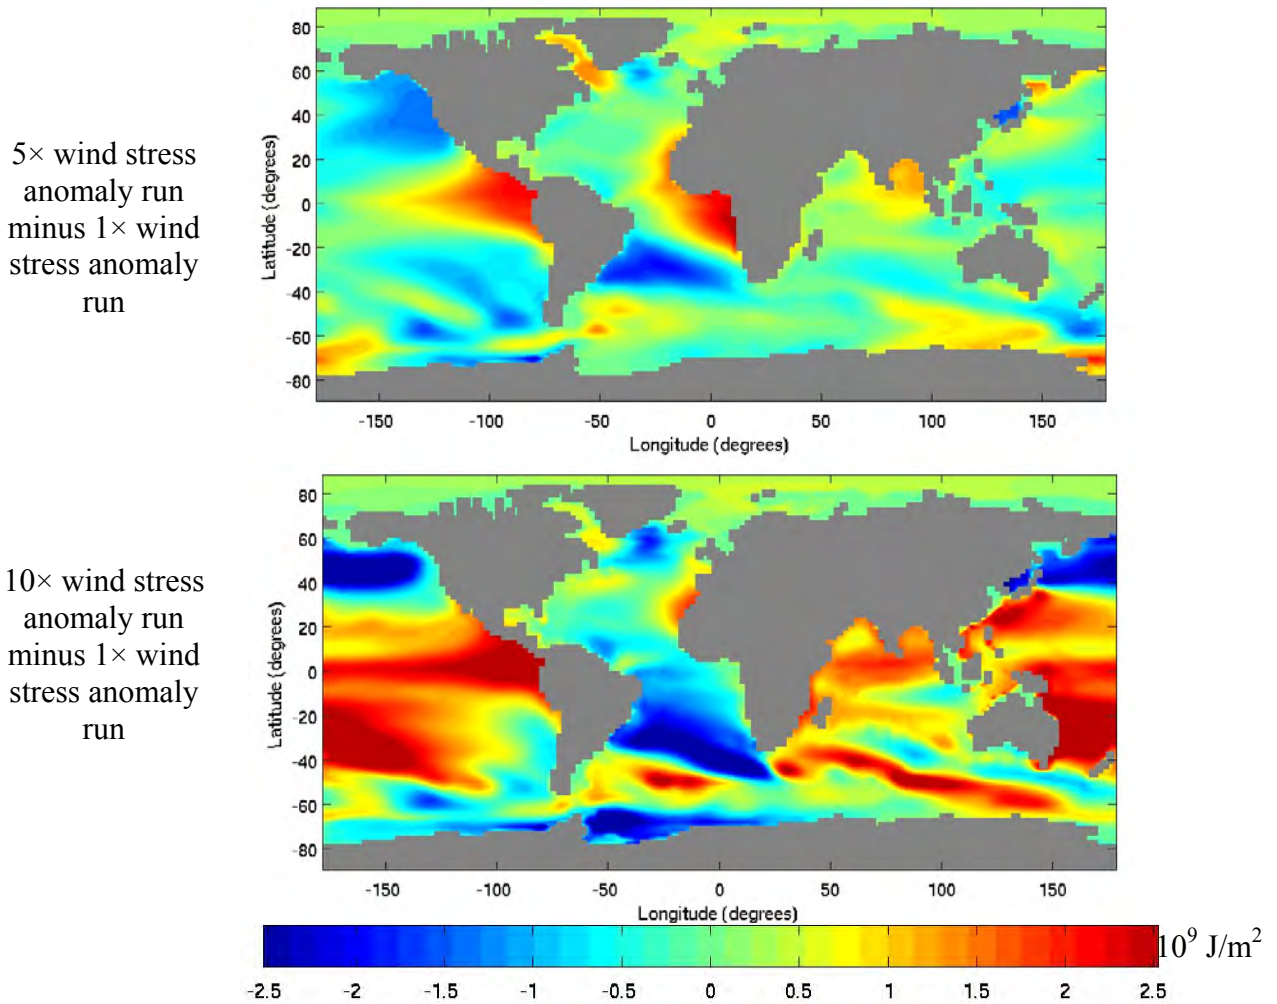 80
60
40
20
0
-20
-40
-60
-80
Latitude (degrees)
-150 -100 -50 0 50 100 150
Longitude (degrees)
5× wind stress
anomaly run
minus 1× wind
stress anomaly
run
80
60
40
20
0
-20
-40
-60
-80
Latitude (degrees)
-150 -100 -50 0 50 100 150
Longitude (degrees)
10× wind stress
anomaly run
minus 1× wind
stress anomaly
run
10⁹ J/m²
-2.5 -2 -1.5 -1 -0.5 0 0.5 1 1.5 2 2.5